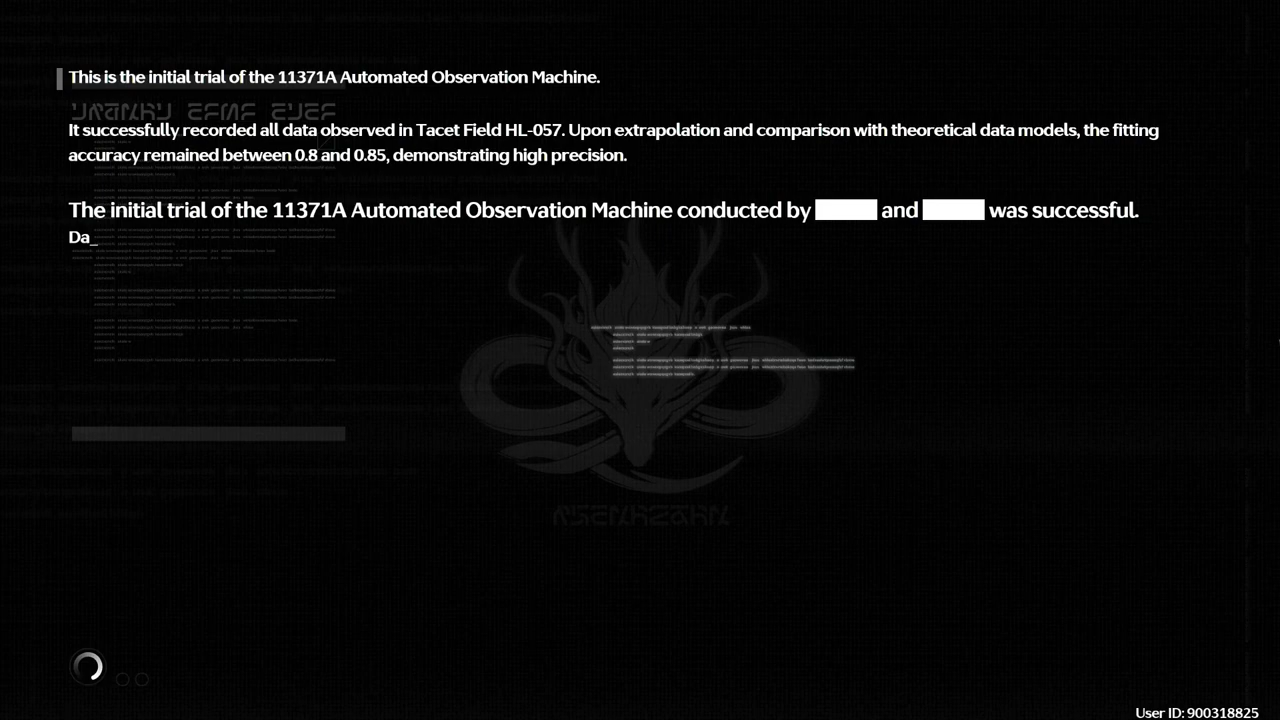 This is the initial trial of the 11371A Automated Observation Machine.
It successfully recorded all data observed in Tacet Field HL-057. Upon extrapolation and comparison with theoretical data models, the fitting
accuracy remained between 0.8 and 0.85, demonstrating high precision.
The initial trial of the 11371A Automated Observation Machine conducted by and was successful.
Da_
User ID: 900318825